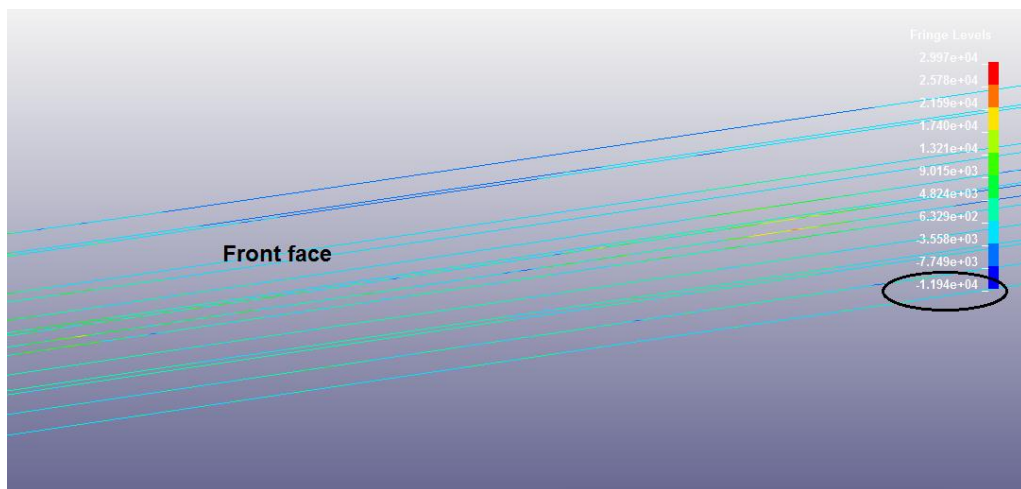 Fringe Levels
2.997e+04
2.578e+04
2.159e+04
1.740e+04
1.321e+04
9.015e+03
4.824e+03
6.329e+02
-3.558e+03
-7.749e+03
-1.194e+04
Front face